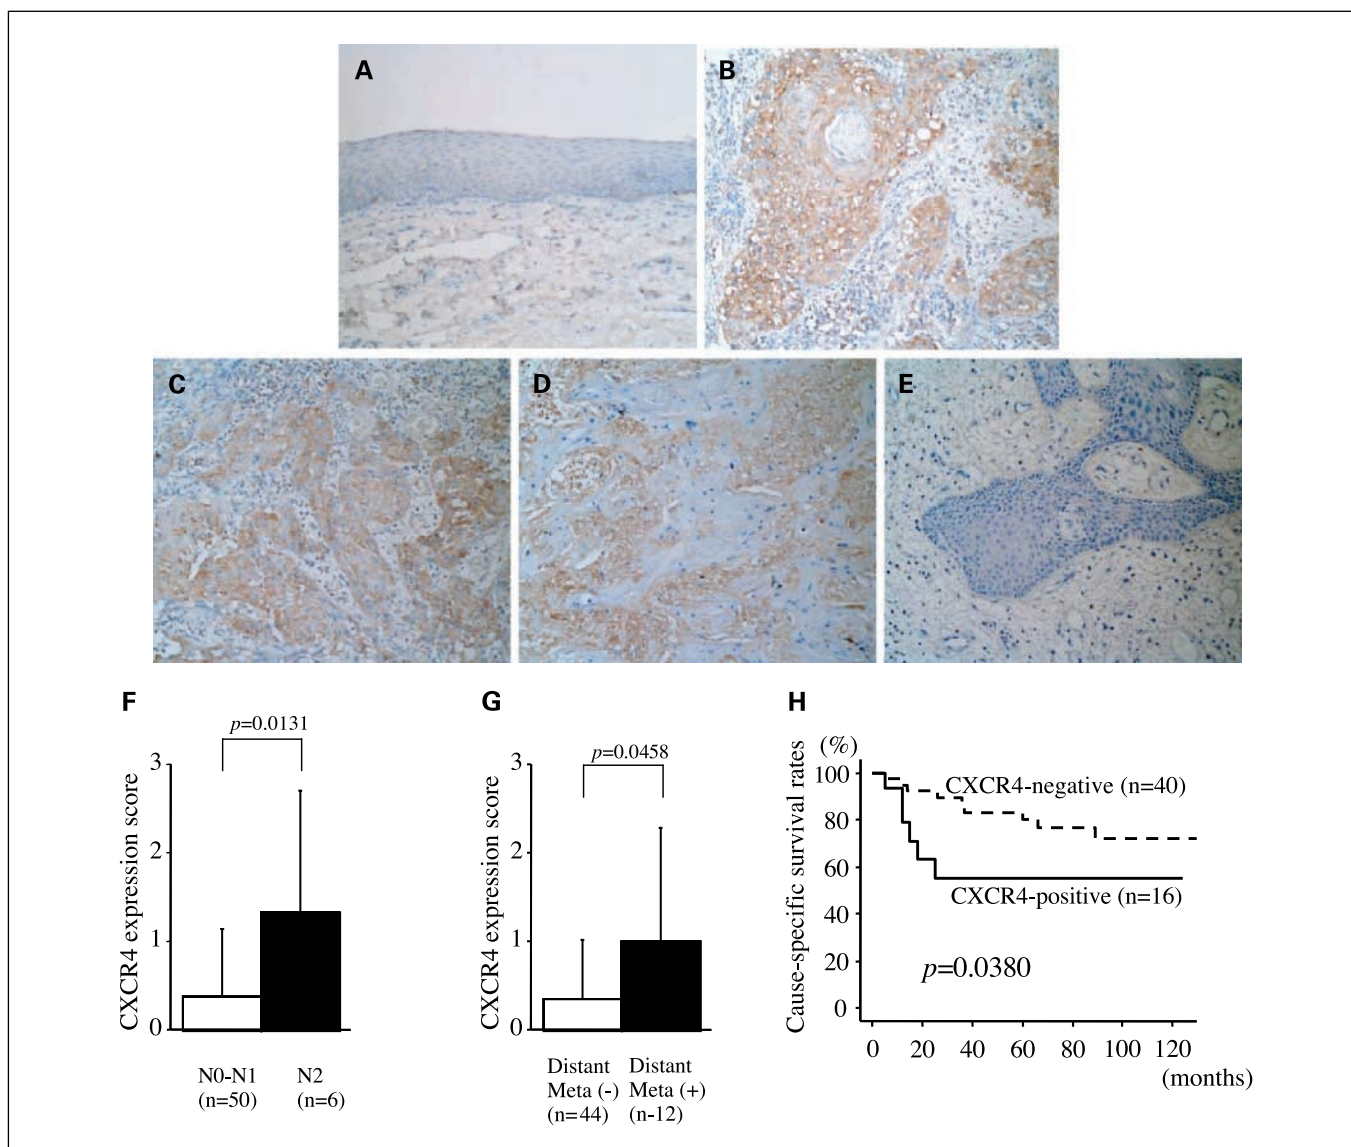 A
B
C
D
E
F
p=0.0131
CXCR4 expression score
3
2
1
0
N0-N1
(n=50)
N2
(n=6)
G
p=0.0458
CXCR4 expression score
3
2
1
0
Distant
Meta (-)
(n=44)
Distant
Meta (+)
(n-12)
H
(%)
Cause-specific survival rates
100
80
60
40
20
0
CXCR4-negative (n=40)
CXCR4-positive (n=16)
p=0.0380
0 20 40 60 80 100 120
(months)